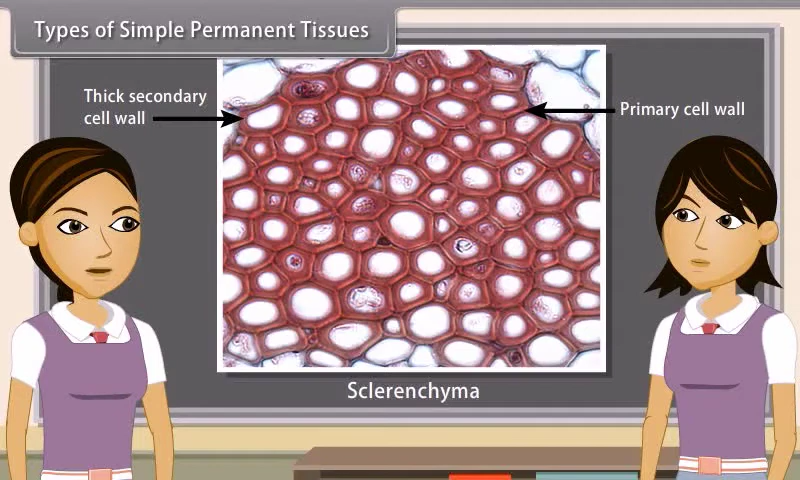 Types of Simple Permanent Tissues
Thick secondary
cell wall
Primary cell wall
Sclerenchyma